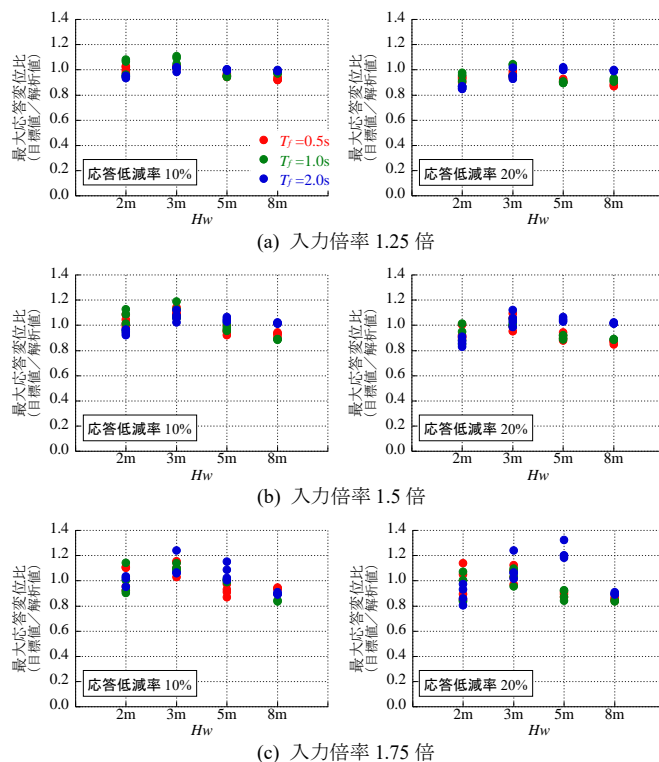 最大応答変位比
(目標値／解析値)
1.4
1.2
1.0
0.8
0.6
0.4
0.2
0.0
2m 3m 5m 8m
Hw
Tf =0.5s
Tf =1.0s
Tf =2.0s
応答低減率 10%
最大応答変位比
(目標値／解析値)
1.4
1.2
1.0
0.8
0.6
0.4
0.2
0.0
2m 3m 5m 8m
Hw
応答低減率 20%
(a) 入力倍率 1.25 倍
最大応答変位比
(目標値／解析値)
1.4
1.2
1.0
0.8
0.6
0.4
0.2
0.0
2m 3m 5m 8m
Hw
応答低減率 10%
最大応答変位比
(目標値／解析値)
1.4
1.2
1.0
0.8
0.6
0.4
0.2
0.0
2m 3m 5m 8m
Hw
応答低減率 20%
(b) 入力倍率 1.5 倍
最大応答変位比
(目標値／解析値)
1.4
1.2
1.0
0.8
0.6
0.4
0.2
0.0
2m 3m 5m 8m
Hw
応答低減率 10%
最大応答変位比
(目標値／解析値)
1.4
1.2
1.0
0.8
0.6
0.4
0.2
0.0
2m 3m 5m 8m
Hw
応答低減率 20%
(c) 入力倍率 1.75 倍